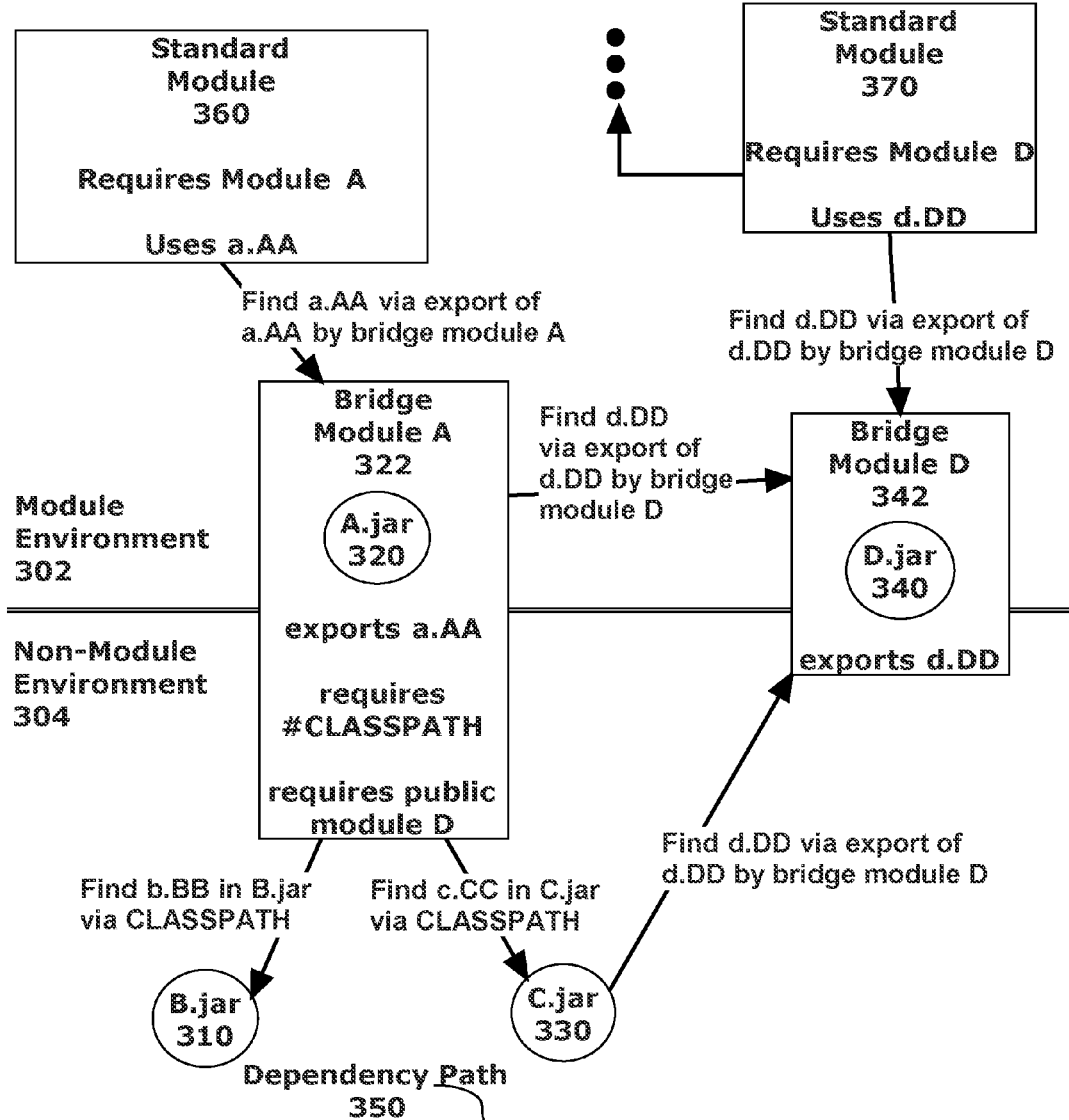 Standard
Module
360
Requires Module A
Uses a.AA
Standard
Module
370
Requires Module D
Uses d.DD
Find a.AA via export of
a.AA by bridge module A
Find d.DD via export of
d.DD by bridge module D
Bridge
Module A
322
A.jar
320
exports a.AA
requires
#CLASSPATH
requires public
module D
Find d.DD
via export of
d.DD by bridge
module D
Bridge
Module D
342
D.jar
340
exports d.DD
Module
Environment
302
Non-Module
Environment
304
Find b.BB in B.jar
via CLASSPATH
Find c.CC in C.jar
via CLASSPATH
Find d.DD via export of
d.DD by bridge module D
B.jar
310
C.jar
330
Dependency Path
350